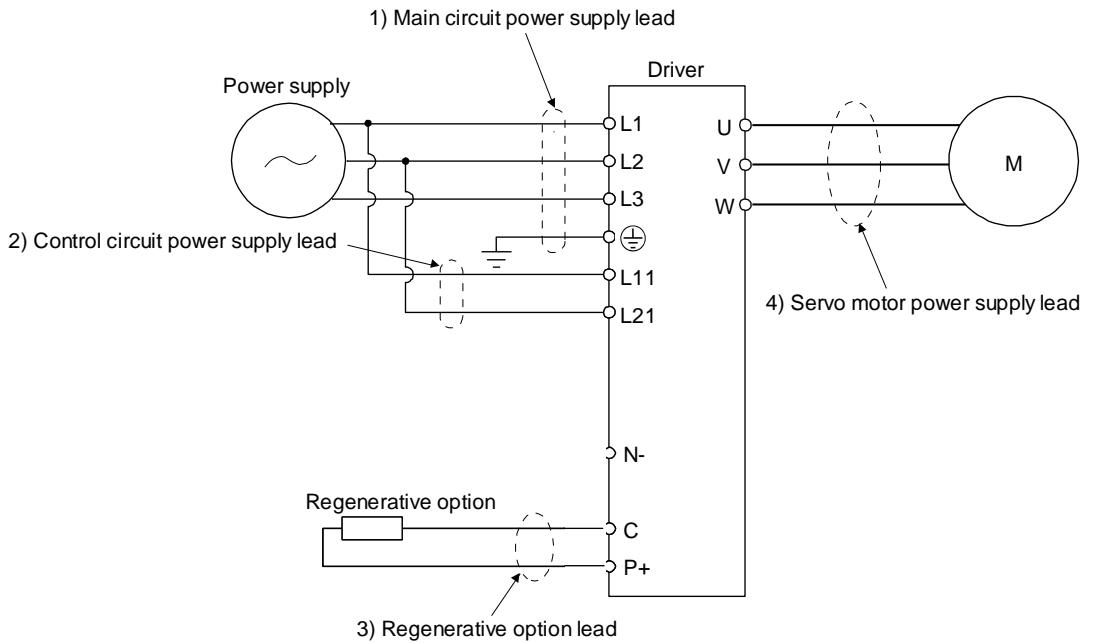 1) Main circuit power supply lead
Driver
Power supply
L1
L2
L3
L11
L21
U
V
W
M
2) Control circuit power supply lead
4) Servo motor power supply lead
N-
Regenerative option
C
P+
3) Regenerative option lead